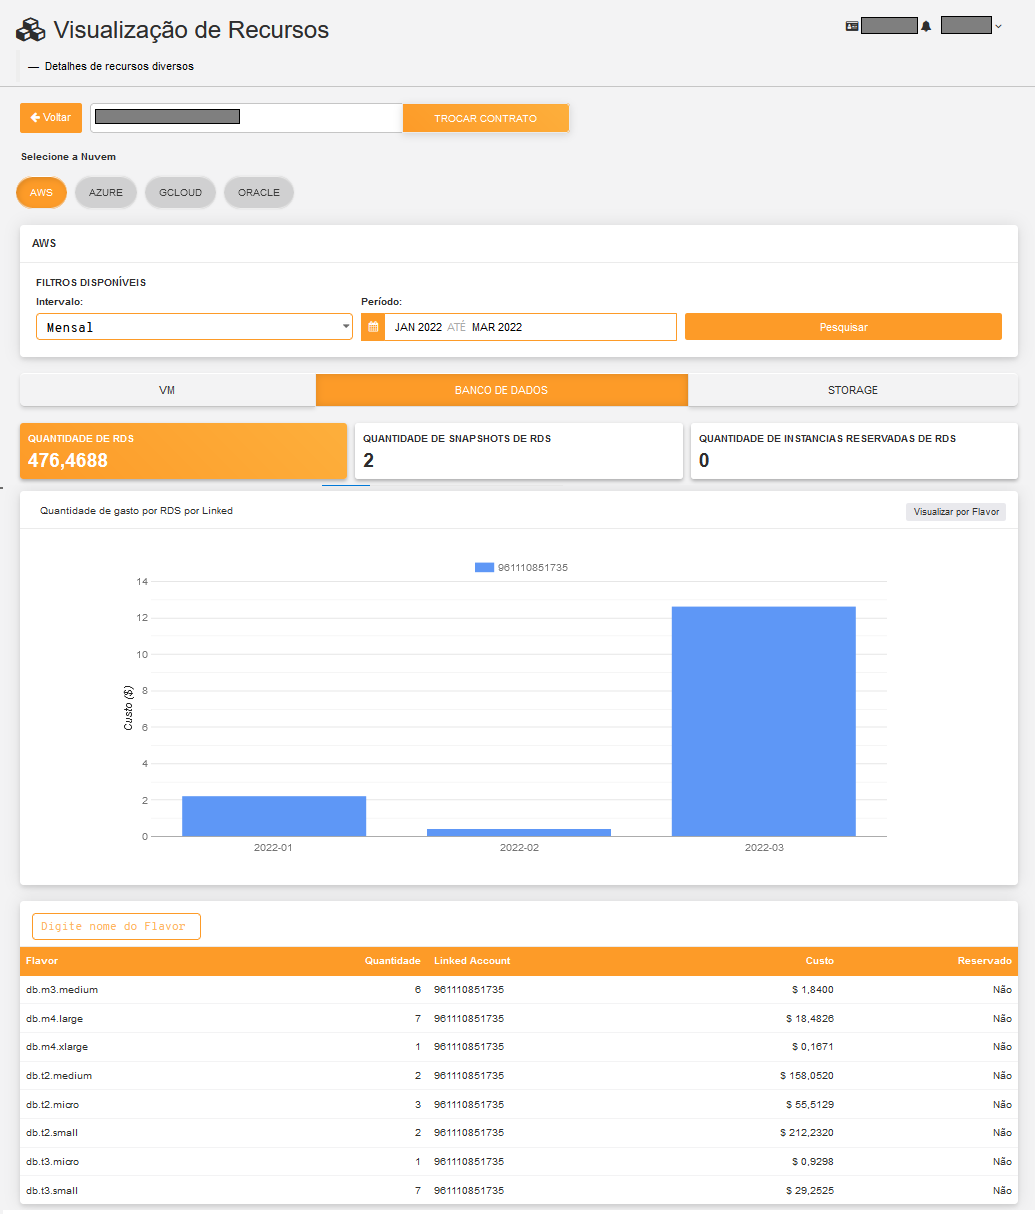 Visualização de Recursos
— Detalhes de recursos diversos
Voltar
TROCAR CONTRATO
Selecione a Nuvem
AWS AZURE GCLOUD ORACLE
AWS
FILTROS DISPONÍVEIS
Intervalo: Período:
Mensal JAN 2022 ATÉ MAR 2022 Pesquisar
VM BANCO DE DADOS STORAGE
QUANTIDADE DE RDS QUANTIDADE DE SNAPSHOTS DE RDS QUANTIDADE DE INSTANCIAS RESERVADAS DE RDS
476,4688 2 0
Quantidade de gasto por RDS por Linked Visualizar por Flavor
961110851735
14
12
10
8
Custo ($)
6
4
2
0
2022-01 2022-02 2022-03
Digite nome do Flavor
Flavor Quantidade Linked Account Custo Reservado
db.m3.medium 6 961110851735 $ 1,8400 Não
db.m4.large 7 961110851735 $ 18,4826 Não
db.m4.xlarge 1 961110851735 $ 0,1671 Não
db.t2.medium 2 961110851735 $ 158,0520 Não
db.t2.micro 3 961110851735 $ 55,5129 Não
db.t2.small 2 961110851735 $ 212,2320 Não
db.t3.micro 1 961110851735 $ 0,9298 Não
db.t3.small 7 961110851735 $ 29,2525 Não